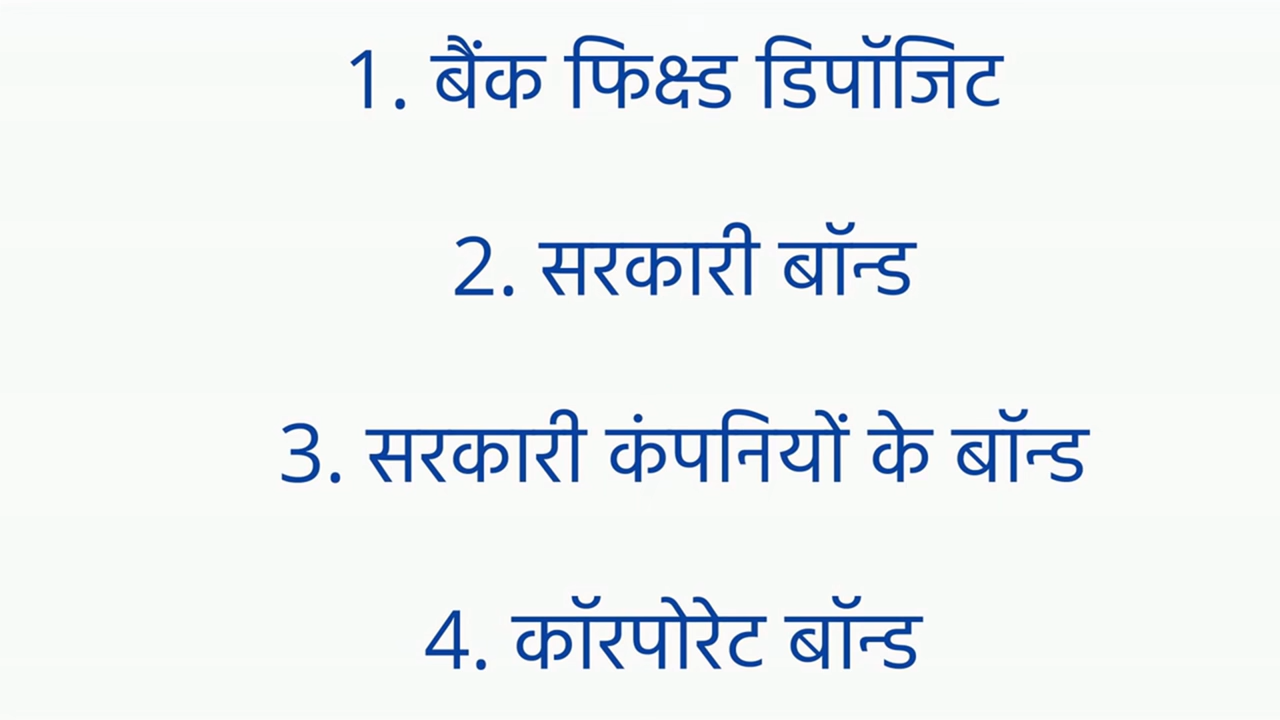 1. बैंक फिक्ष्ड डिपॉजिट
2. सरकारी बॉन्ड
3. सरकारी कंपनियों के बॉन्ड
4. कॉरपोरेट बॉन्ड